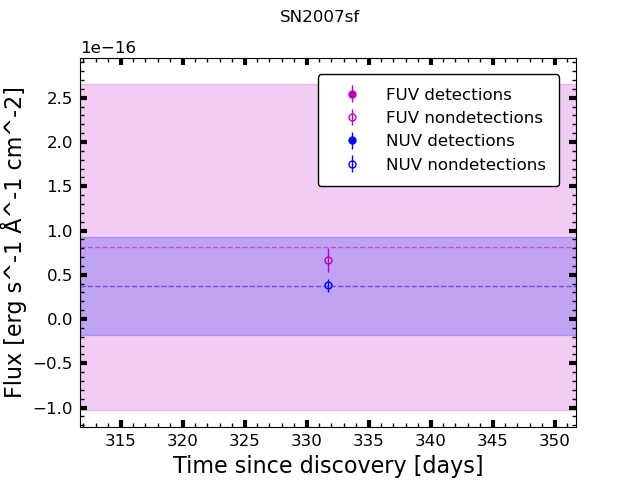 SN2007sf
1e−16
2.5
2.0
1.5
1.0
0.5
0.0
−0.5
−1.0
Flux [erg s^-1 Å^-1 cm^-2]
FUV detections
FUV nondetections
NUV detections
NUV nondetections
315 320 325 330 335 340 345 350
Time since discovery [days]